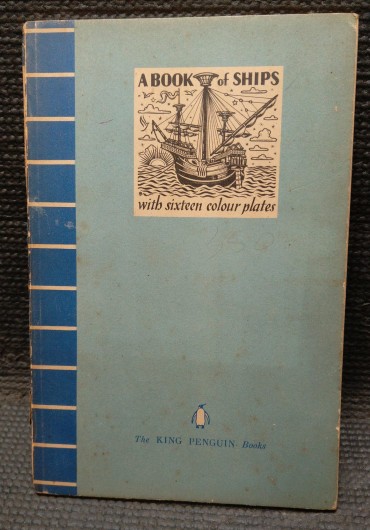 A BOOK of SHIPS
with sixteen colour plates
The KING PENGUIN Books